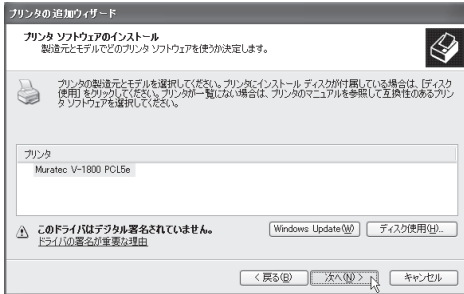 プリンタの追加ウィザード
プリンタ ソフトウェアのインストール
製造元とモデルでどのプリンタ ソフトウェアを使うか決定します。
プリンタの製造元とモデルを選択してください。プリンタにインストール ディスクが付属している場合は、[ディスク
使用] をクリックしてください。プリンタが一覧にない場合は、プリンタのマニュアルを参照して互換性のあるプリン
タ ソフトウェアを選択してください。
プリンタ
Muratec V-1800 PCL5e
このドライバはデジタル署名されていません。
ドライバの署名が重要な理由
Windows Update(W)
ディスク使用(H)...
< 戻る(B)
次へ(N) >
キャンセル